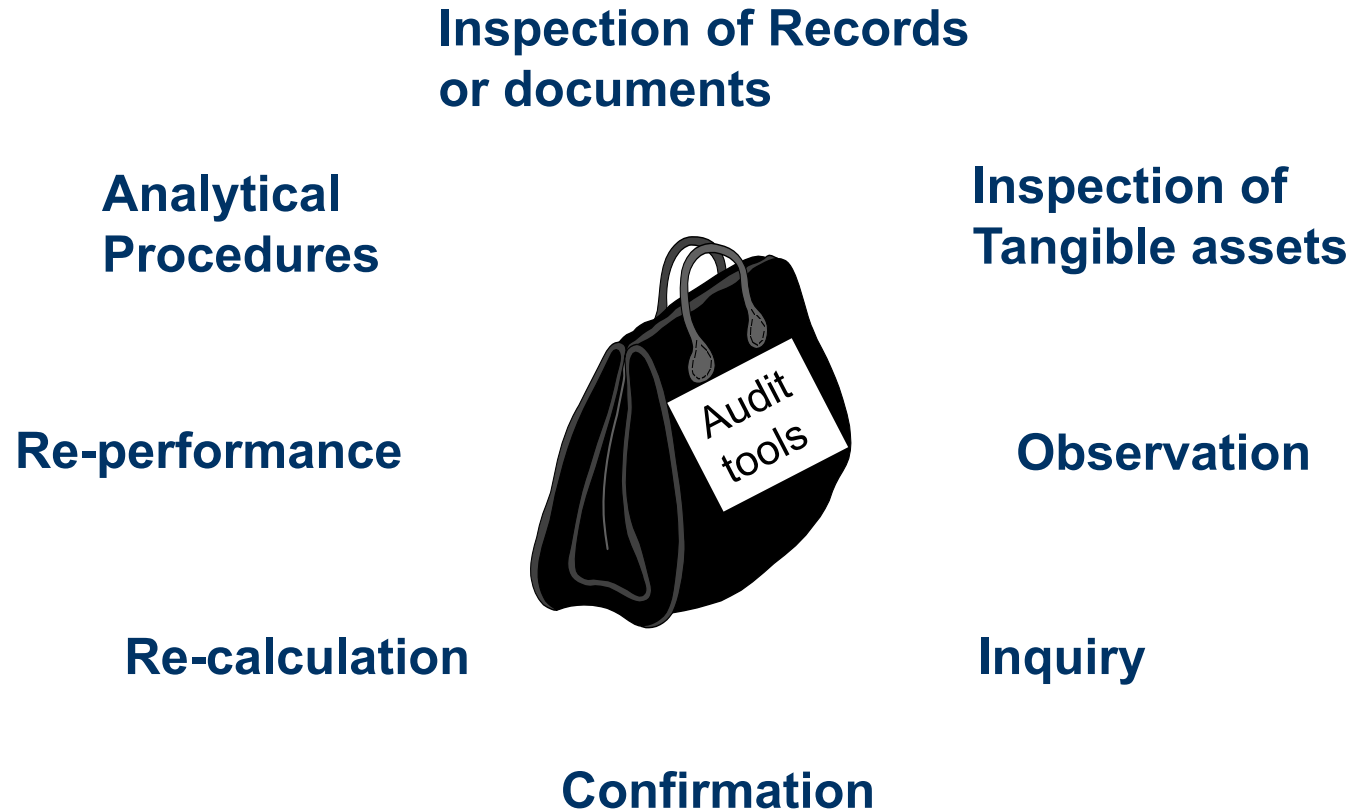 Inspection of Records
or documents
Analytical
Procedures
Inspection of
Tangible assets
Audit
tools
Re-performance
Observation
Re-calculation
Inquiry
Confirmation